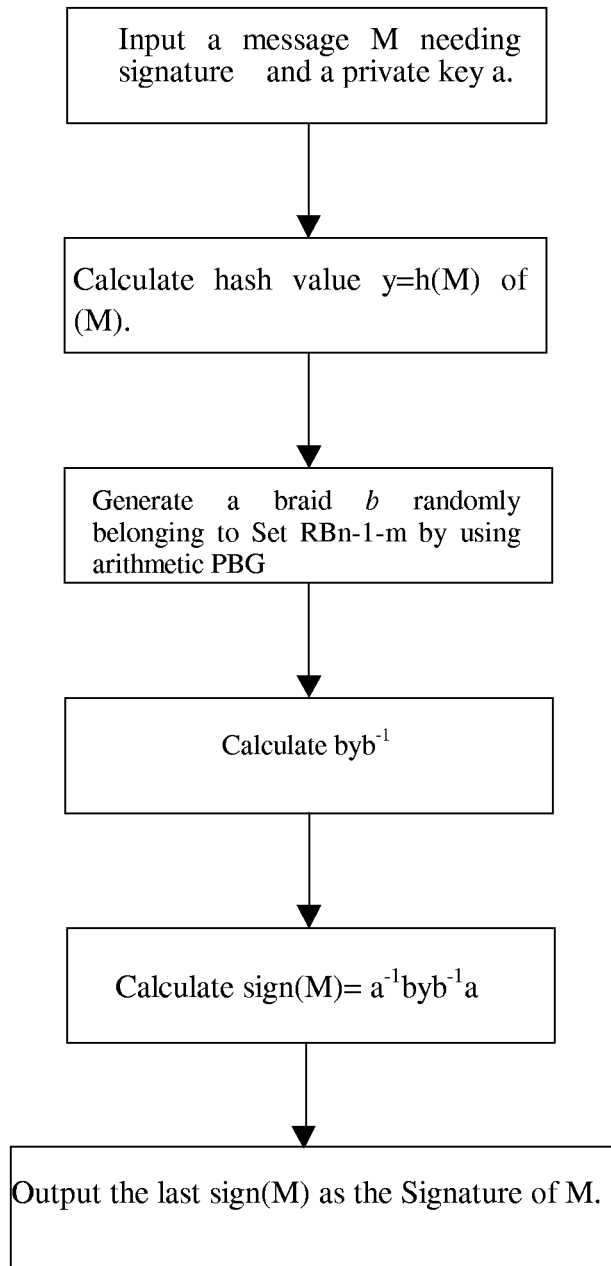 Input a message M needing
signature and a private key a.
Calculate hash value y=h(M) of
(M).
Generate a braid b randomly
belonging to Set RBn-1-m by using
arithmetic PBG
Calculate byb⁻¹
Calculate sign(M)= a⁻¹byb⁻¹a
Output the last sign(M) as the Signature of M.